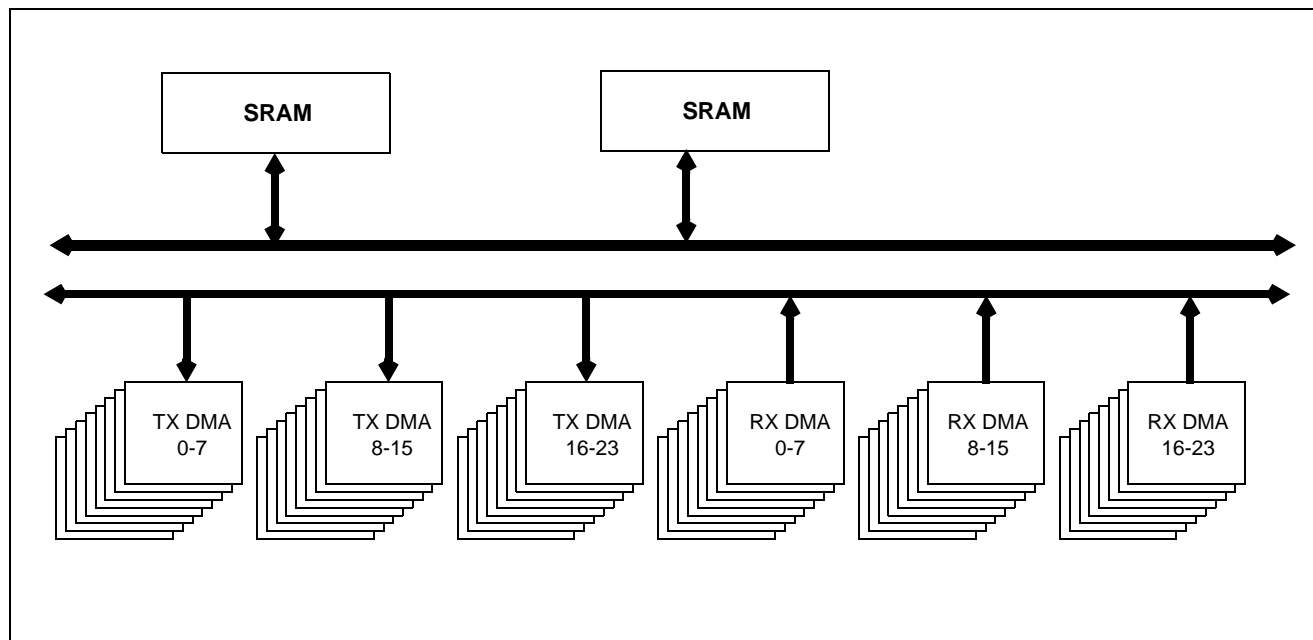 SRAM
SRAM
TX DMA
0-7
TX DMA
8-15
TX DMA
16-23
RX DMA
0-7
RX DMA
8-15
RX DMA
16-23